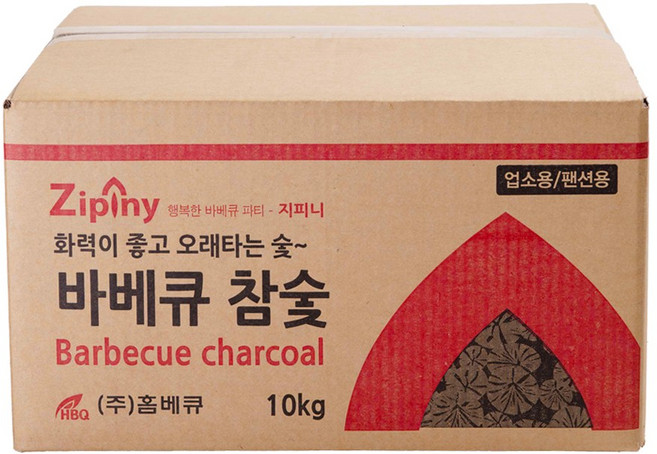 업소용/팬션용
Zipiny 행복한 바베큐 파티 - 지피니
화력이 좋고 오래타는 숯~
바베큐 참숯
Barbecue charcoal
HBQ (주)홈베큐 10kg